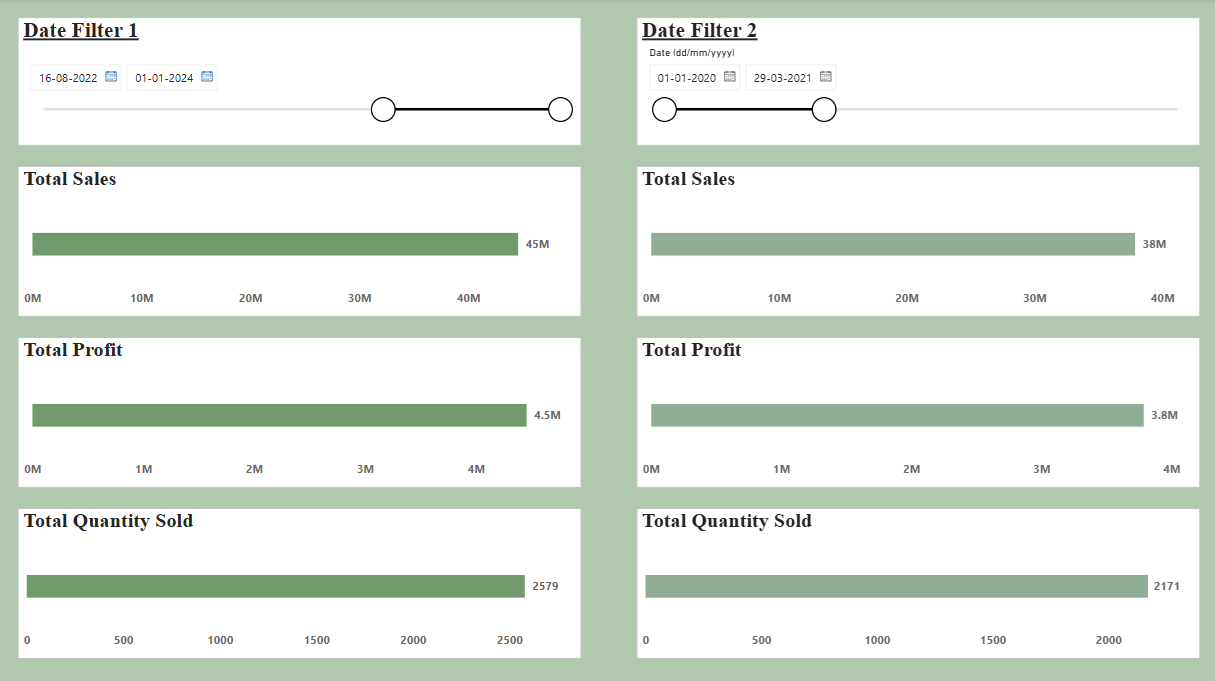 Date Filter 1
16-08-2022 01-01-2024
Total Sales
45M
0M 10M 20M 30M 40M
Total Profit
4.5M
0M 1M 2M 3M 4M
Total Quantity Sold
2579
0 500 1000 1500 2000 2500
Date Filter 2
Date (dd/mm/yyyy)
01-01-2020 29-03-2021
Total Sales
38M
0M 10M 20M 30M 40M
Total Profit
3.8M
0M 1M 2M 3M 4M
Total Quantity Sold
2171
0 500 1000 1500 2000